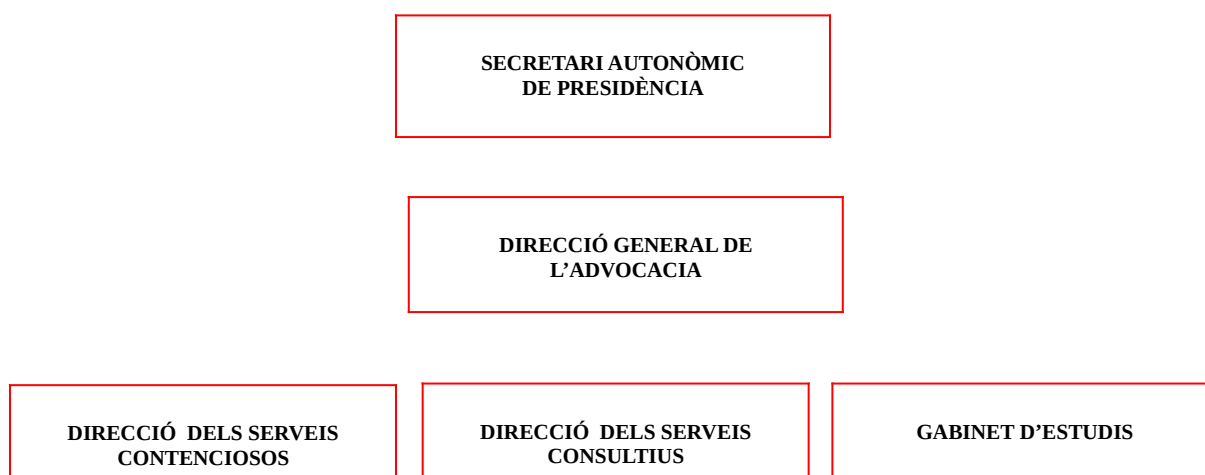 SECRETARI AUTONÒMIC
DE PRESIDÈNCIA
DIRECCIÓ GENERAL DE
L’ADVOCACIA
DIRECCIÓ DELS SERVEIS
CONTENCIOSOS
DIRECCIÓ DELS SERVEIS
CONSULTIUS
GABINET D’ESTUDIS